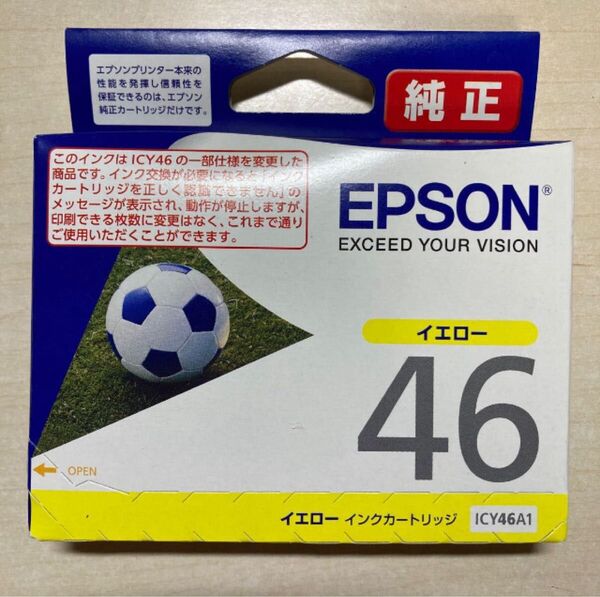 エプソンプリンター本来の
性能を発揮し信頼性を
保証できるのは、エプソン
純正カートリッジだけです。
純正
このインクは ICY46 の一部仕様を変更した
商品です。インク交換が必要になると「インク
カートリッジを正しく認識できません」の
メッセージが表示され、動作が停止しますが、
印刷できる枚数に変更はなく、これまで通り
ご使用いただくことができます。
EPSON®
EXCEED YOUR VISION
イエロー
46
OPEN
イエロー インクカートリッジ ICY46A1